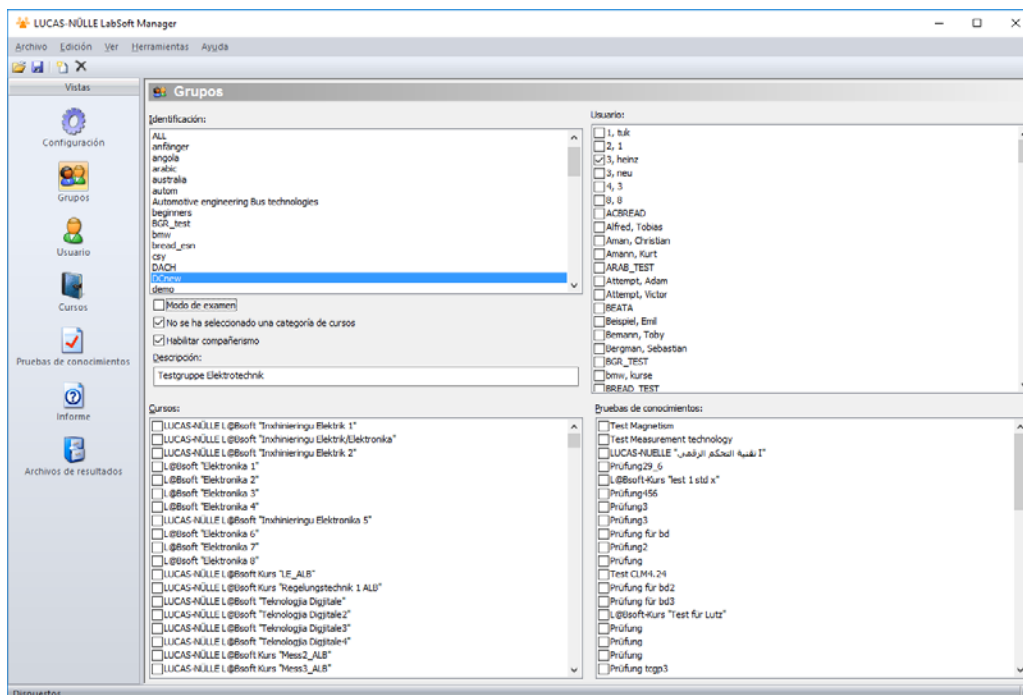 LUCAS-NÜLLE LabSoft Manager
Archivo Edición Ver Herramientas Ayuda
Vistas
Configuración
Grupos
Usuario
Cursos
Pruebas de conocimientos
Informe
Archivos de resultados
Grupos
Identificación:
ALL
anfänger
angola
arabic
australia
autom
Automotive engineering Bus technologies
beginners
BGR_test
bmw
bread_esn
csy
DACH
DCnew
demo
Modo de examen
No se ha seleccionado una categoría de cursos
Habilitar compañerismo
Descripción:
Testgruppe Elektrotechnik
Usuario:
1, tuk
2, 1
3, heinz
3, neu
4, 3
8, 8
ACBREAD
Alfred, Tobias
Aman, Christian
Amann, Kurt
ARAB_TEST
Attempt, Adam
Attempt, Victor
BEATA
Beispiel, Emil
Bemann, Toby
Bergman, Sebastian
BGR_TEST
bmw, kurse
BREAD_TEST
Cursos:
LUCAS-NÜLLE L@Bsoft "Inxhinieringu Elektrik 1"
LUCAS-NÜLLE L@Bsoft "Inxhinieringu Elektrik/Elektronika"
LUCAS-NÜLLE L@Bsoft "Inxhinieringu Elektrik 2"
L@Bsoft "Elektronika 1"
L@Bsoft "Elektronika 2"
L@Bsoft "Elektronika 3"
L@Bsoft "Elektronika 4"
LUCAS-NÜLLE L@Bsoft "Inxhinieringu Elektronika 5"
L@Bsoft "Elektronika 6"
L@Bsoft "Elektronika 7"
L@Bsoft "Elektronika 8"
LUCAS-NÜLLE L@Bsoft Kurs "LE_ALB"
LUCAS-NÜLLE L@Bsoft Kurs "Regelungstechnik 1 ALB"
LUCAS-NÜLLE L@Bsoft "Teknologjia Digjitale"
LUCAS-NÜLLE L@Bsoft "Teknologjia Digjitale2"
LUCAS-NÜLLE L@Bsoft "Teknologjia Digjitale3"
LUCAS-NÜLLE L@Bsoft "Teknologjia Digjitale4"
LUCAS-NÜLLE L@Bsoft Kurs "Mess2_ALB"
LUCAS-NÜLLE L@Bsoft Kurs "Mess3_ALB"
Pruebas de conocimientos:
Test Magnetism
Test Measurement technology
LUCAS-NUELLE "تقنية التحكم الرقمي I"
Prüfung29_6
L@Bsoft-Kurs "Test 1 std x"
Prüfung456
Prüfung3
Prüfung3
Prüfung für bd
Prüfung2
Prüfung
Test CLM4.24
Prüfung für bd2
Prüfung für bd3
L@Bsoft-Kurs "Test für Lutz"
Prüfung
Prüfung
Prüfung
Prüfung tcgp3
Dispuertos